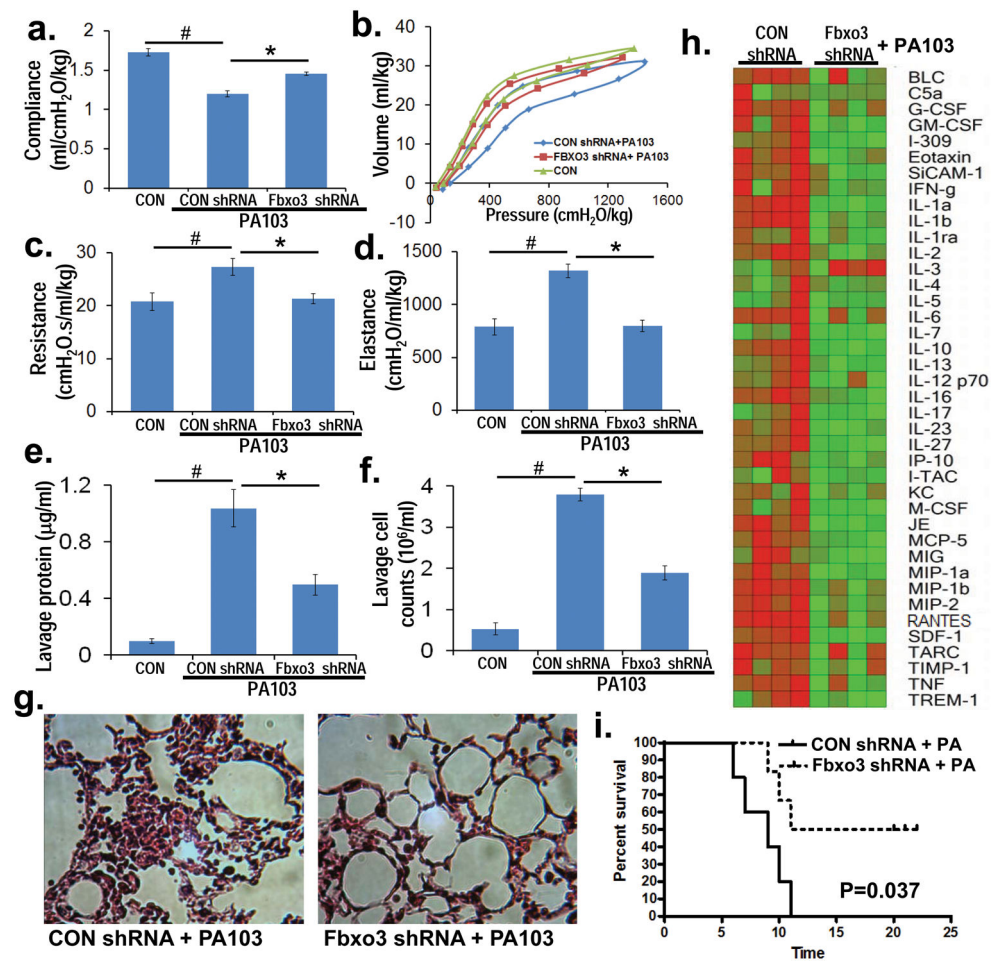 a.
Compliance
(ml/cmH2O/kg)
2
1.5
1
0.5
0
#
*
CON
CON shRNA
Fbxo3 shRNA
PA103
b.
Volume (ml/kg)
40
30
20
10
0
-10
0
400
800
1200
1600
Pressure (cmH2O/kg)
CON shRNA+PA103
FBXO3 shRNA+ PA103
CON
c.
Resistance
(cmH2O.s/ml/kg)
30
20
10
0
#
*
CON
CON shRNA
Fbxo3 shRNA
PA103
d.
Elastance
(cmH2O/ml/kg)
1500
1000
500
0
#
*
CON
CON shRNA
Fbxo3 shRNA
PA103
e.
Lavage protein (µg/ml)
1.2
0.8
0.4
0
#
*
CON
CON shRNA
Fbxo3 shRNA
PA103
f.
Lavage cell
counts (10⁶/ml)
4
3
2
1
0
#
*
CON
CON shRNA
Fbxo3 shRNA
PA103
g.
CON shRNA + PA103
Fbxo3 shRNA + PA103
h.
CON Fbxo3
shRNA shRNA + PA103
BLC
C5a
G-CSF
GM-CSF
I-309
Eotaxin
SiCAM-1
IFN-g
IL-1a
IL-1b
IL-1ra
IL-2
IL-3
IL-4
IL-5
IL-6
IL-7
IL-10
IL-13
IL-12 p70
IL-16
IL-17
IL-23
IL-27
IP-10
I-TAC
KC
M-CSF
JE
MCP-5
MIG
MIP-1a
MIP-1b
MIP-2
RANTES
SDF-1
TARC
TIMP-1
TNF
TREM-1
i.
CON shRNA + PA
Fbxo3 shRNA + PA
Percent survival
100
90
80
70
60
50
40
30
20
10
0
P=0.037
0
5
10
15
20
25
Time